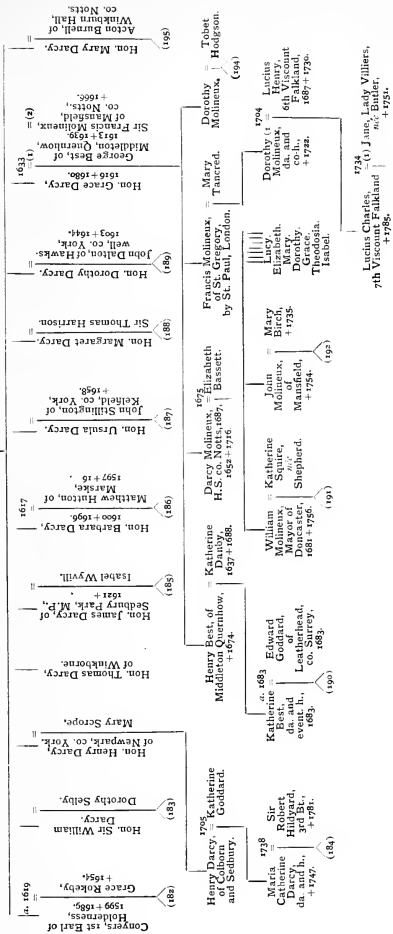 Conyers, 1st Earl of
Holderness,
1599 + 1689.
a. 1619
=
Grace Rokeby,
+ 1654.
(182)
Hon. Sir William
Darcy.
=
Dorothy Selby.
(183)
Hon. Henry Darcy,
of Newpark, co. York.
=
Mary Scrope.
Hon. Thomas Darcy,
of Winkborne.
Hon. James Darcy, of
Sedbury Park, M.P.,
1621 + .
=
Isabel Wyvill.
(185)
Hon. Barbara Darcy,
1600 + 1696.
1617
=
Matthew Hutton, of
Marske,
1597 + 16 .
(186)
Hon. Ursula Darcy.
=
John Stillington, of
Kelfield, co. York,
+ 1658.
(187)
Hon. Margaret Darcy.
=
Sir Thomas Harrison
(188)
Hon. Dorothy Darcy.
=
John Dalton, of Hawks-
well, co. York,
1603 + 1644.
(189)
Hon. Grace Darcy,
1616 + 1680.
1633
= (1)
George Best, of
Middleton Quernhow,
= (2)
Sir Francis Molineux,
of Mansfield,
co. Notts.,
1613 + 1639.
+ 1666.
Hon. Mary Darcy.
=
Acton Burnell, of
Winkburn Hall,
co. Notts.
(195)
Henry Darcy,
of Colborn
and Sedbury.
1705
=
Katherine
Goddard.
Henry Best, of
Middleton Quernhow,
+ 1674.
=
Katherine
Danby,
1637 + 1688.
Darcy Molineux,
H.S. co. Notts, 1687,
1652 + 1716.
1675
=
Elizabeth
Bassett.
Francis Molineux,
of St. Gregory,
by St. Paul, London.
=
Mary
Tancred.
Dorothy
Molineux.
=
Tobet
Hodgson.
(194)
Maria
Catherine
Darcy,
da. and h.,
+ 1747.
1738
=
Sir
Robert
Hildyard,
3rd Bt.,
+ 1781.
(184)
Katherine
Best,
da. and
event. h.,
1683.
a. 1683
=
Edward
Goddard,
of
Leatherhead,
co. Surrey,
1683.
(190)
William
Molineux,
Mayor of
Doncaster,
1681 + 1756.
=
Katherine
Squire,
née
Shepherd.
(191)
John
Molineux,
of
Mansfield,
+ 1754.
=
Mary
Birch,
+ 1735.
(192)
Lucy
Elizabeth.
Mary.
Dorothy.
Grace.
Theodosia.
Isabel.
Dorothy
Molineux,
da. and
co-h.,
+ 1722.
1704
(1 =
Lucius
Henry,
6th Viscount
Falkland,
1687 + 1730.
Lucius Charles,
7th Viscount Falkland
+ 1785.
1734
= (1)
Jane, Lady Villiers,
née Butler,
+ 1751.